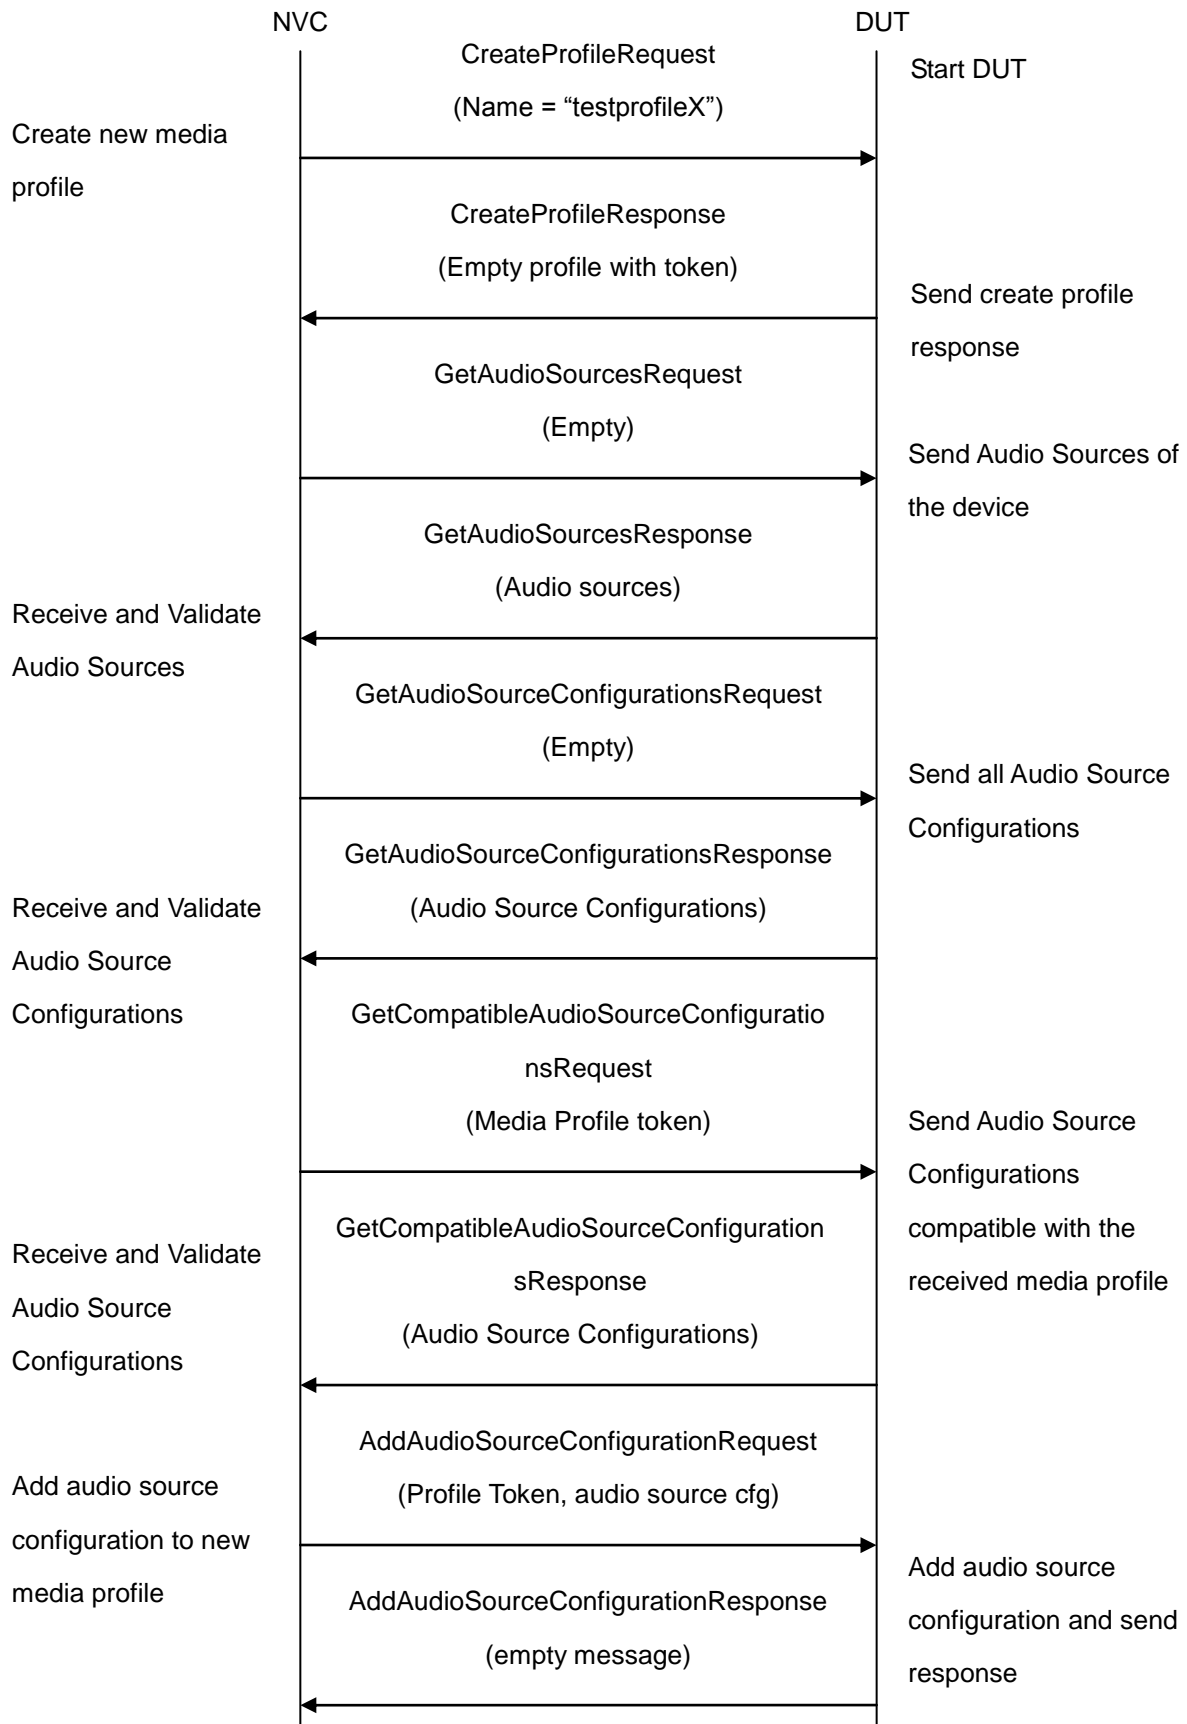 NVC
DUT
CreateProfileRequest
Start DUT
(Name = “testprofileX”)
Create new media
profile
CreateProfileResponse
(Empty profile with token)
Send create profile
response
GetAudioSourcesRequest
(Empty)
Send Audio Sources of
the device
GetAudioSourcesResponse
(Audio sources)
Receive and Validate
Audio Sources
GetAudioSourceConfigurationsRequest
(Empty)
Send all Audio Source
Configurations
GetAudioSourceConfigurationsResponse
(Audio Source Configurations)
Receive and Validate
Audio Source
Configurations
GetCompatibleAudioSourceConfiguratio
nsRequest
(Media Profile token)
Send Audio Source
Configurations
compatible with the
received media profile
GetCompatibleAudioSourceConfiguration
sResponse
(Audio Source Configurations)
Receive and Validate
Audio Source
Configurations
AddAudioSourceConfigurationRequest
(Profile Token, audio source cfg)
Add audio source
configuration to new
media profile
AddAudioSourceConfigurationResponse
(empty message)
Add audio source
configuration and send
response